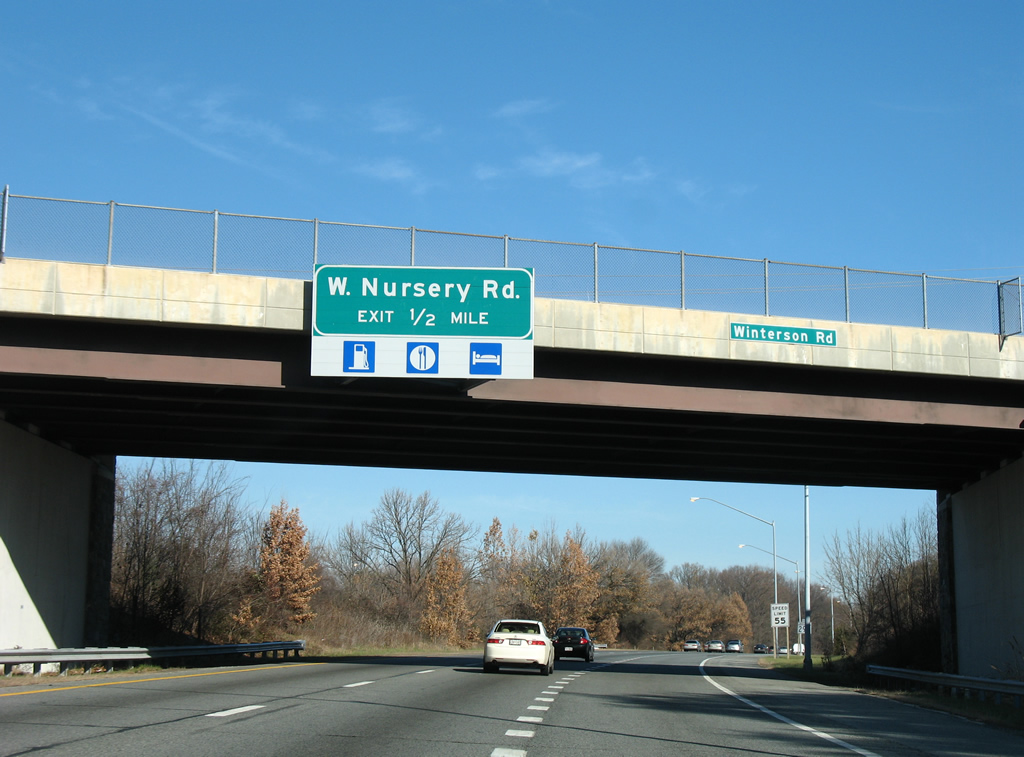 W. Nursery Rd.
EXIT 1/2 MILE
Winterson Rd
SPEED
LIMIT
55